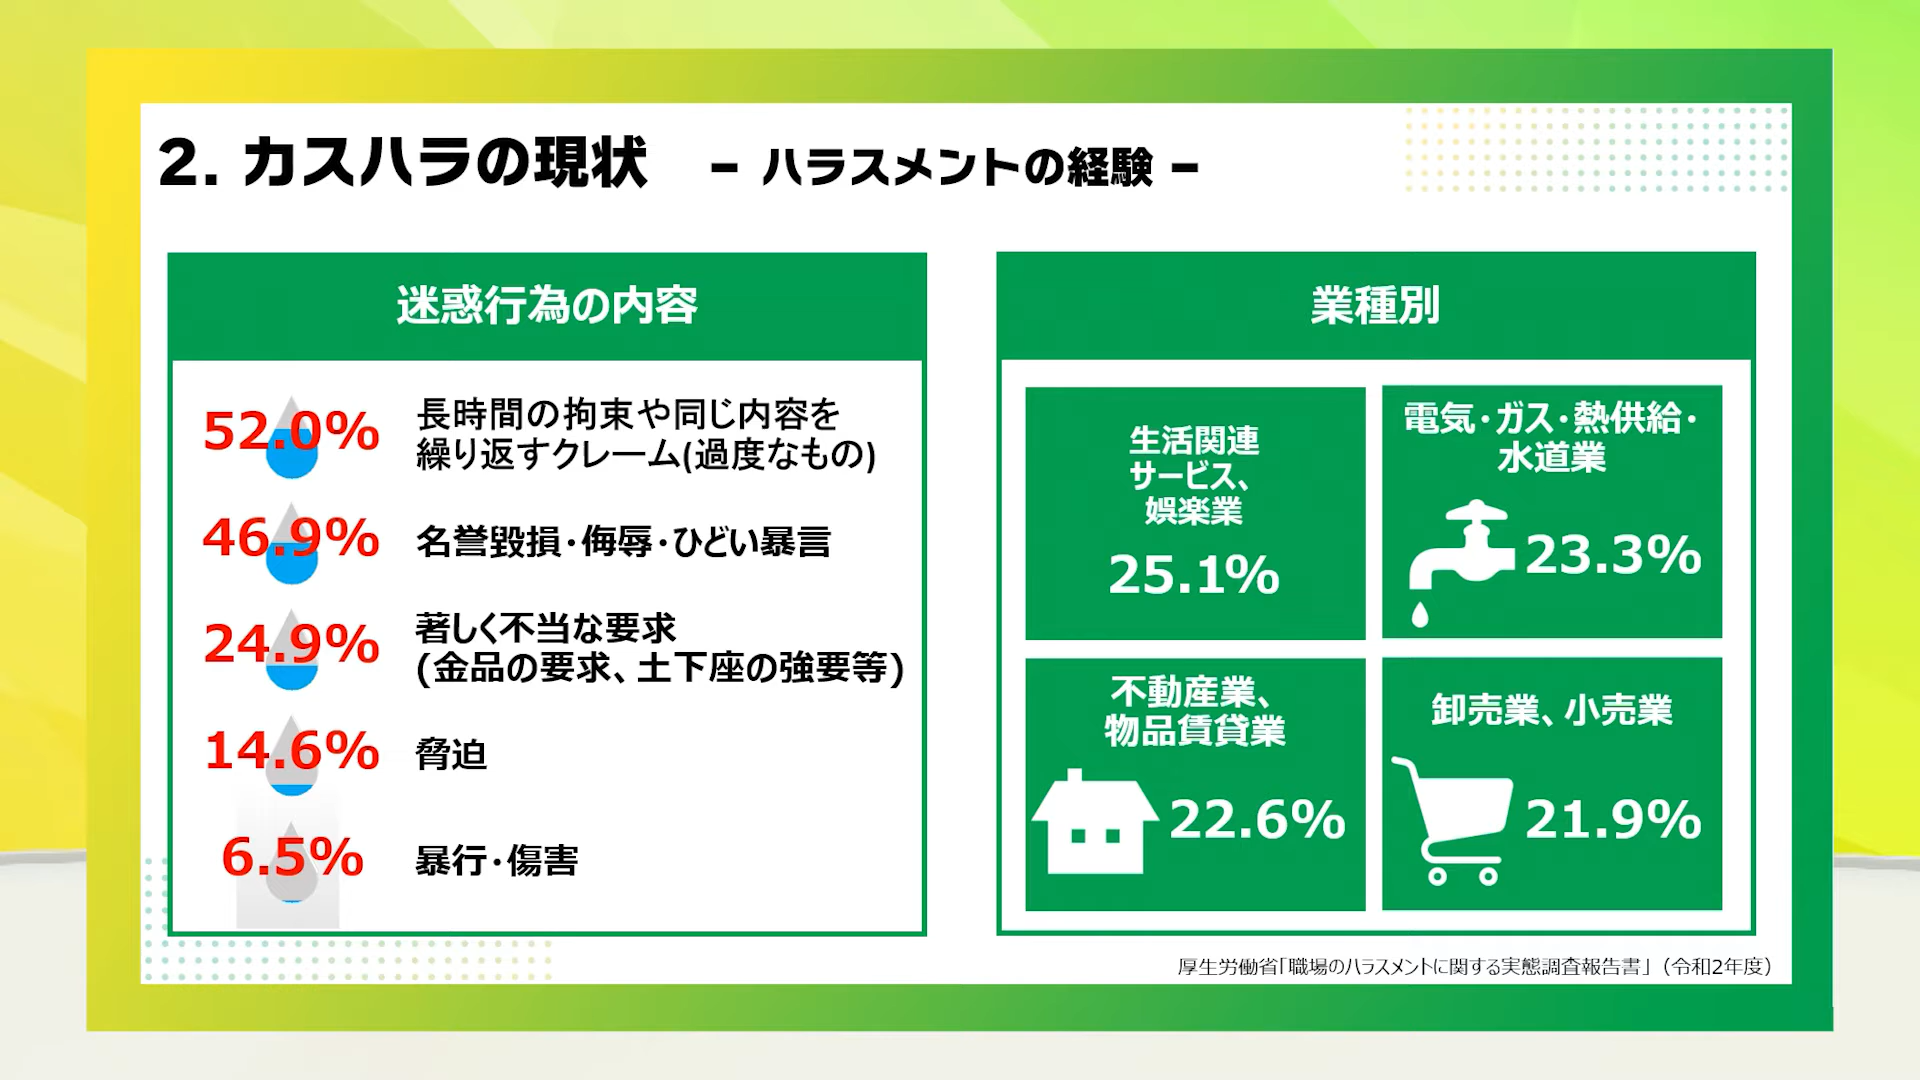 2. カスハラの現状 － ハラスメントの経験 －
迷惑行為の内容
52.0%
長時間の拘束や同じ内容を
繰り返すクレーム(過度なもの)
46.9%
名誉毀損・侮辱・ひどい暴言
24.9%
著しく不当な要求
(金品の要求、土下座の強要等)
14.6%
脅迫
6.5%
暴行・傷害
業種別
生活関連
サービス、
娯楽業
25.1%
電気・ガス・熱供給・
水道業
23.3%
不動産業、
物品賃貸業
22.6%
卸売業、小売業
21.9%
厚生労働省「職場のハラスメントに関する実態調査報告書」（令和2年度）